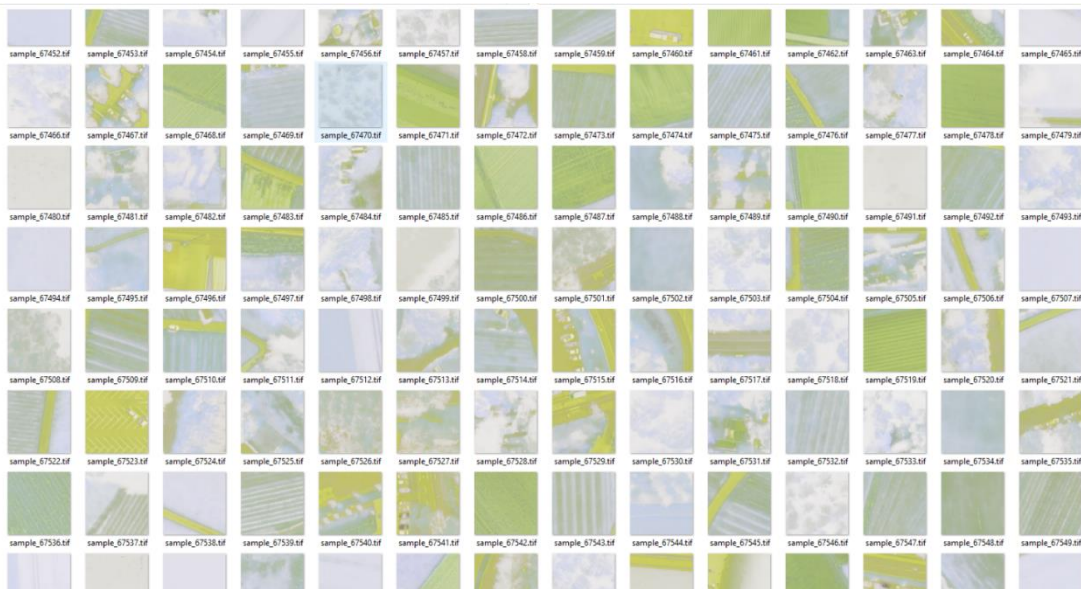 sample_67452.tif sample_67453.tif sample_67454.tif sample_67455.tif sample_67456.tif sample_67457.tif sample_67458.tif sample_67459.tif sample_67460.tif sample_67461.tif sample_67462.tif sample_67463.tif sample_67464.tif sample_67465.tif
sample_67466.tif sample_67467.tif sample_67468.tif sample_67469.tif sample_67470.tif sample_67471.tif sample_67472.tif sample_67473.tif sample_67474.tif sample_67475.tif sample_67476.tif sample_67477.tif sample_67478.tif sample_67479.tif
sample_67480.tif sample_67481.tif sample_67482.tif sample_67483.tif sample_67484.tif sample_67485.tif sample_67486.tif sample_67487.tif sample_67488.tif sample_67489.tif sample_67490.tif sample_67491.tif sample_67492.tif sample_67493.tif
sample_67494.tif sample_67495.tif sample_67496.tif sample_67497.tif sample_67498.tif sample_67499.tif sample_67500.tif sample_67501.tif sample_67502.tif sample_67503.tif sample_67504.tif sample_67505.tif sample_67506.tif sample_67507.tif
sample_67508.tif sample_67509.tif sample_67510.tif sample_67511.tif sample_67512.tif sample_67513.tif sample_67514.tif sample_67515.tif sample_67516.tif sample_67517.tif sample_67518.tif sample_67519.tif sample_67520.tif sample_67521.tif
sample_67522.tif sample_67523.tif sample_67524.tif sample_67525.tif sample_67526.tif sample_67527.tif sample_67528.tif sample_67529.tif sample_67530.tif sample_67531.tif sample_67532.tif sample_67533.tif sample_67534.tif sample_67535.tif
sample_67536.tif sample_67537.tif sample_67538.tif sample_67539.tif sample_67540.tif sample_67541.tif sample_67542.tif sample_67543.tif sample_67544.tif sample_67545.tif sample_67546.tif sample_67547.tif sample_67548.tif sample_67549.tif